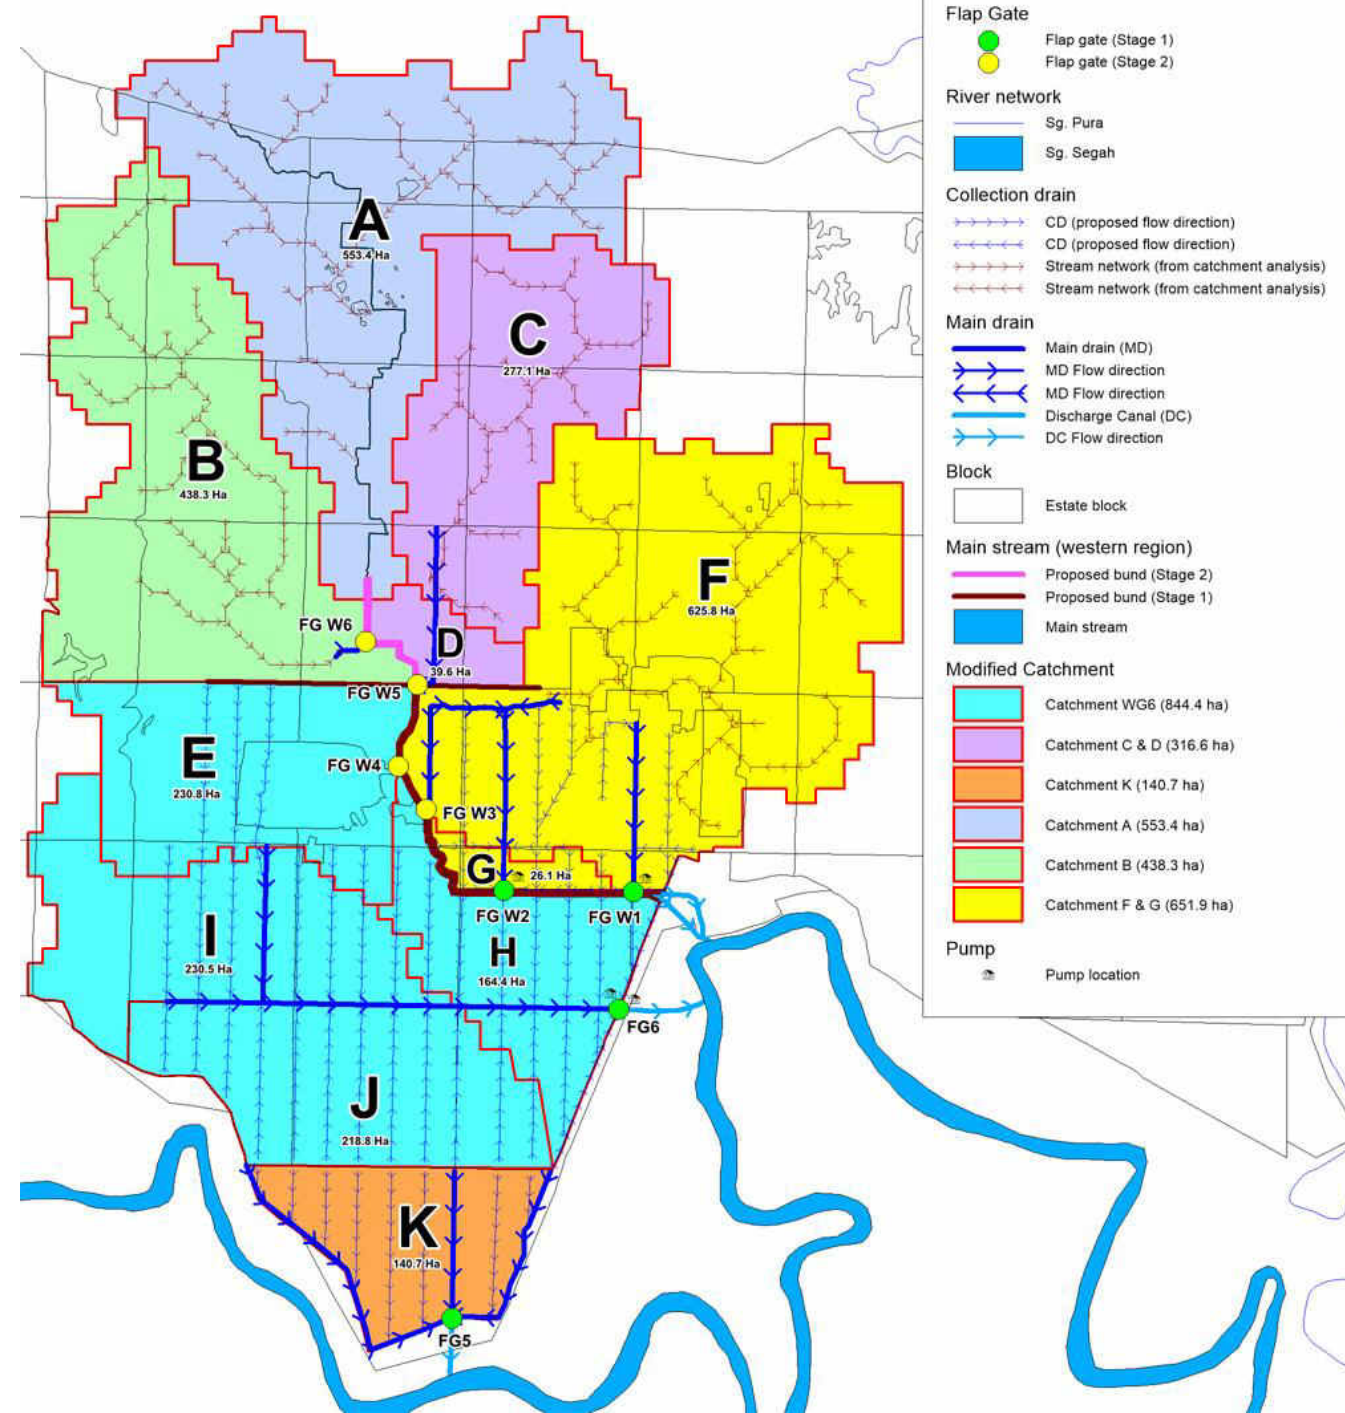 A
553.4 Ha
C
277.1 Ha
B
438.3 Ha
F
625.8 Ha
FG W6
D
39.6 Ha
FG W5
E
230.8 Ha
FG W4
FG W3
G
26.1 Ha
FG W2
FG W1
I
230.5 Ha
H
164.4 Ha
FG6
J
218.8 Ha
K
140.7 Ha
FG5
Flap Gate
Flap gate (Stage 1)
Flap gate (Stage 2)
River network
Sg. Pura
Sg. Segah
Collection drain
CD (proposed flow direction)
CD (proposed flow direction)
Stream network (from catchment analysis)
Stream network (from catchment analysis)
Main drain
Main drain (MD)
MD Flow direction
MD Flow direction
Discharge Canal (DC)
DC Flow direction
Block
Estate block
Main stream (western region)
Proposed bund (Stage 2)
Proposed bund (Stage 1)
Main stream
Modified Catchment
Catchment WG6 (844.4 ha)
Catchment C & D (316.6 ha)
Catchment K (140.7 ha)
Catchment A (553.4 ha)
Catchment B (438.3 ha)
Catchment F & G (651.9 ha)
Pump
Pump location